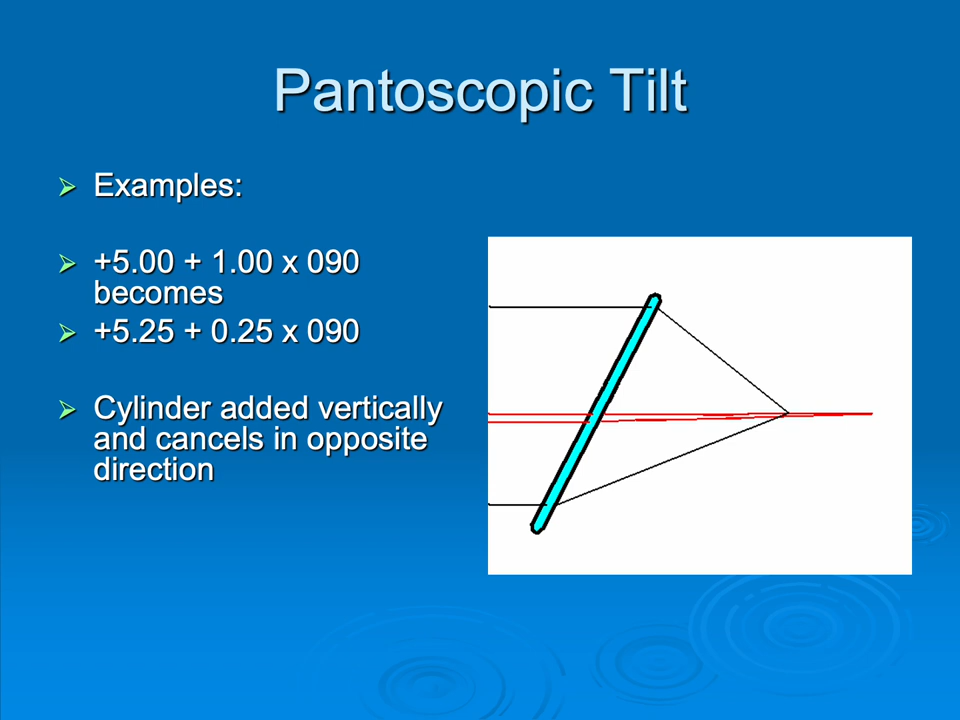 Pantoscopic Tilt
Examples:
+5.00 + 1.00 x 090
becomes
+5.25 + 0.25 x 090
Cylinder added vertically
and cancels in opposite
direction